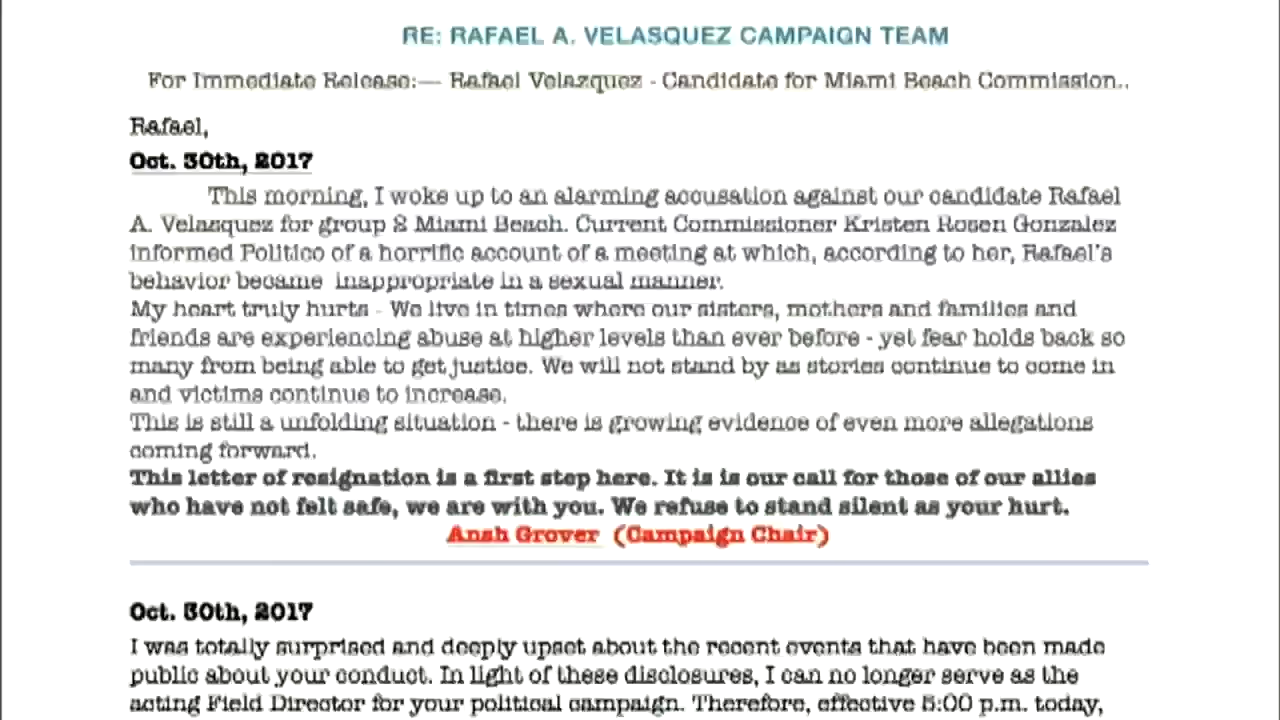 RE: RAFAEL A. VELASQUEZ CAMPAIGN TEAM
For Immediate Release:— Rafael Velazquez - Candidate for Miami Beach Commission..
Rafael,
Oct. 30th, 2017
This morning, I woke up to an alarming accusation against our candidate Rafael
A. Velasquez for group 2 Miami Beach. Current Commissioner Kristen Rosen Gonzalez
informed Politico of a horrific account of a meeting at which, according to her, Rafael's
behavior became inappropriate in a sexual manner.
My heart truly hurts - We live in times where our sisters, mothers and families and
friends are experiencing abuse at higher levels than ever before - yet fear holds back so
many from being able to get justice. We will not stand by as stories continue to come in
and victims continue to increase.
This is still a unfolding situation - there is growing evidence of even more allegations
coming forward.
This letter of resignation is a first step here. It is is our call for those of our allies
who have not felt safe, we are with you. We refuse to stand silent as your hurt.
Ansh Grover (Campaign Chair)
Oct. 30th, 2017
I was totally surprised and deeply upset about the recent events that have been made
public about your conduct. In light of these disclosures, I can no longer serve as the
acting Field Director for your political campaign. Therefore, effective 5:00 p.m. today,